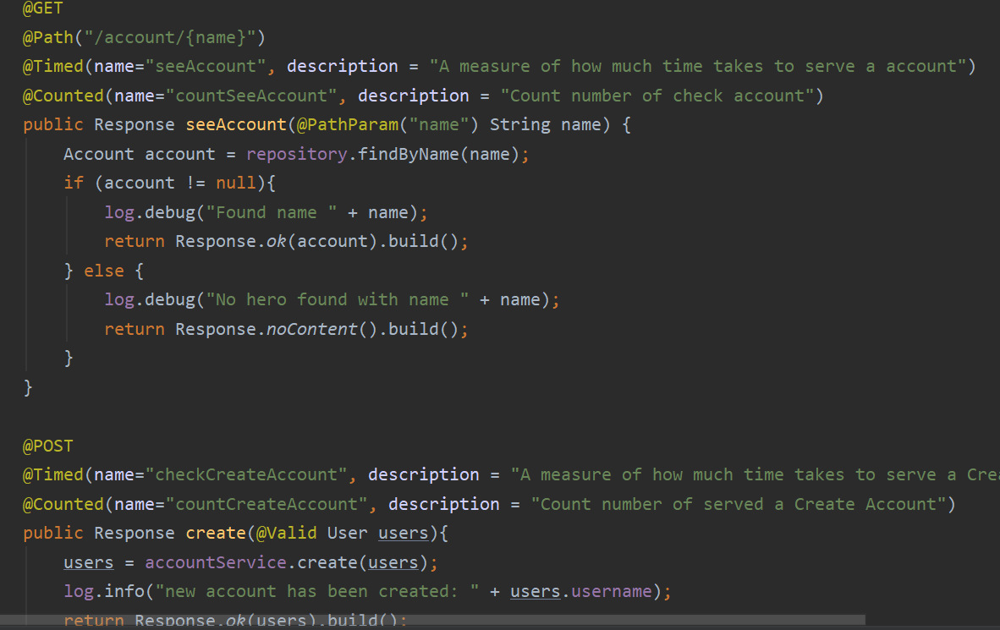 @GET
@Path("/account/{name}")
@Timed(name="seeAccount", description = "A measure of how much time takes to serve a account")
@Counted(name="countSeeAccount", description = "Count number of check account")
public Response seeAccount(@PathParam("name") String name) {
Account account = repository.findByName(name);
if (account != null){
log.debug("Found name " + name);
return Response.ok(account).build();
} else {
log.debug("No hero found with name " + name);
return Response.noContent().build();
}
}
@POST
@Timed(name="checkCreateAccount", description = "A measure of how much time takes to serve a Cre
@Counted(name="countCreateAccount", description = "Count number of served a Create Account")
public Response create(@Valid User users){
users = accountService.create(users);
log.info("new account has been created: " + users.username);
return Response.ok(users).build();